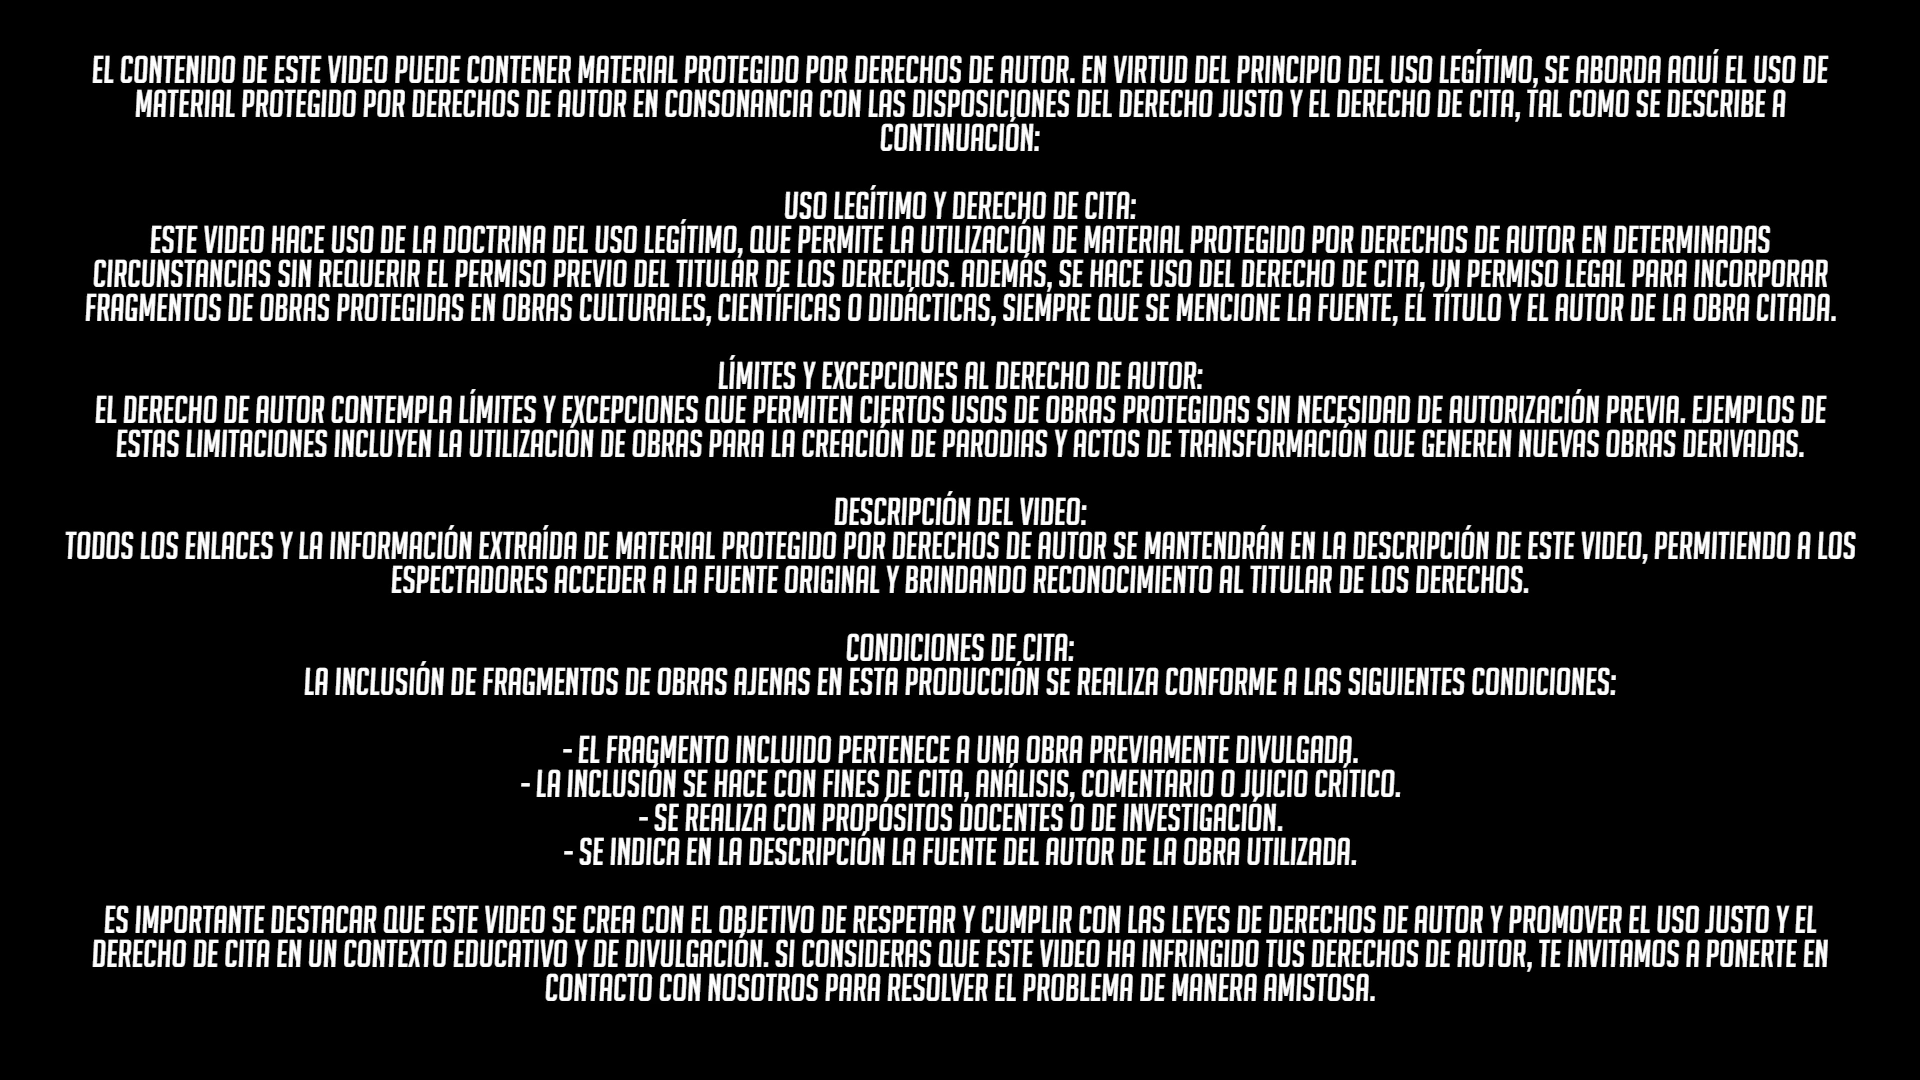 EL CONTENIDO DE ESTE VIDEO PUEDE CONTENER MATERIAL PROTEGIDO POR DERECHOS DE AUTOR. EN VIRTUD DEL PRINCIPIO DEL USO LEGÍTIMO, SE ABORDA AQUÍ EL USO DE
MATERIAL PROTEGIDO POR DERECHOS DE AUTOR EN CONSONANCIA CON LAS DISPOSICIONES DEL DERECHO JUSTO Y EL DERECHO DE CITA, TAL COMO SE DESCRIBE A
CONTINUACIÓN:
USO LEGÍTIMO Y DERECHO DE CITA:
ESTE VIDEO HACE USO DE LA DOCTRINA DEL USO LEGÍTIMO, QUE PERMITE LA UTILIZACIÓN DE MATERIAL PROTEGIDO POR DERECHOS DE AUTOR EN DETERMINADAS
CIRCUNSTANCIAS SIN REQUERIR EL PERMISO PREVIO DEL TITULAR DE LOS DERECHOS. ADEMÁS, SE HACE USO DEL DERECHO DE CITA, UN PERMISO LEGAL PARA INCORPORAR
FRAGMENTOS DE OBRAS PROTEGIDAS EN OBRAS CULTURALES, CIENTÍFICAS O DIDÁCTICAS, SIEMPRE QUE SE MENCIONE LA FUENTE, EL TÍTULO Y EL AUTOR DE LA OBRA CITADA.
LÍMITES Y EXCEPCIONES AL DERECHO DE AUTOR:
EL DERECHO DE AUTOR CONTEMPLA LÍMITES Y EXCEPCIONES QUE PERMITEN CIERTOS USOS DE OBRAS PROTEGIDAS SIN NECESIDAD DE AUTORIZACIÓN PREVIA. EJEMPLOS DE
ESTAS LIMITACIONES INCLUYEN LA UTILIZACIÓN DE OBRAS PARA LA CREACIÓN DE PARODIAS Y ACTOS DE TRANSFORMACIÓN QUE GENEREN NUEVAS OBRAS DERIVADAS.
DESCRIPCIÓN DEL VIDEO:
TODOS LOS ENLACES Y LA INFORMACIÓN EXTRAÍDA DE MATERIAL PROTEGIDO POR DERECHOS DE AUTOR SE MANTENDRÁN EN LA DESCRIPCIÓN DE ESTE VIDEO, PERMITIENDO A LOS
ESPECTADORES ACCEDER A LA FUENTE ORIGINAL Y BRINDANDO RECONOCIMIENTO AL TITULAR DE LOS DERECHOS.
CONDICIONES DE CITA:
LA INCLUSIÓN DE FRAGMENTOS DE OBRAS AJENAS EN ESTA PRODUCCIÓN SE REALIZA CONFORME A LAS SIGUIENTES CONDICIONES:
- EL FRAGMENTO INCLUIDO PERTENECE A UNA OBRA PREVIAMENTE DIVULGADA.
- LA INCLUSIÓN SE HACE CON FINES DE CITA, ANÁLISIS, COMENTARIO O JUICIO CRÍTICO.
- SE REALIZA CON PROPÓSITOS DOCENTES O DE INVESTIGACIÓN.
- SE INDICA EN LA DESCRIPCIÓN LA FUENTE DEL AUTOR DE LA OBRA UTILIZADA.
ES IMPORTANTE DESTACAR QUE ESTE VIDEO SE CREA CON EL OBJETIVO DE RESPETAR Y CUMPLIR CON LAS LEYES DE DERECHOS DE AUTOR Y PROMOVER EL USO JUSTO Y EL
DERECHO DE CITA EN UN CONTEXTO EDUCATIVO Y DE DIVULGACIÓN. SI CONSIDERAS QUE ESTE VIDEO HA INFRINGIDO TUS DERECHOS DE AUTOR, TE INVITAMOS A PONERTE EN
CONTACTO CON NOSOTROS PARA RESOLVER EL PROBLEMA DE MANERA AMISTOSA.